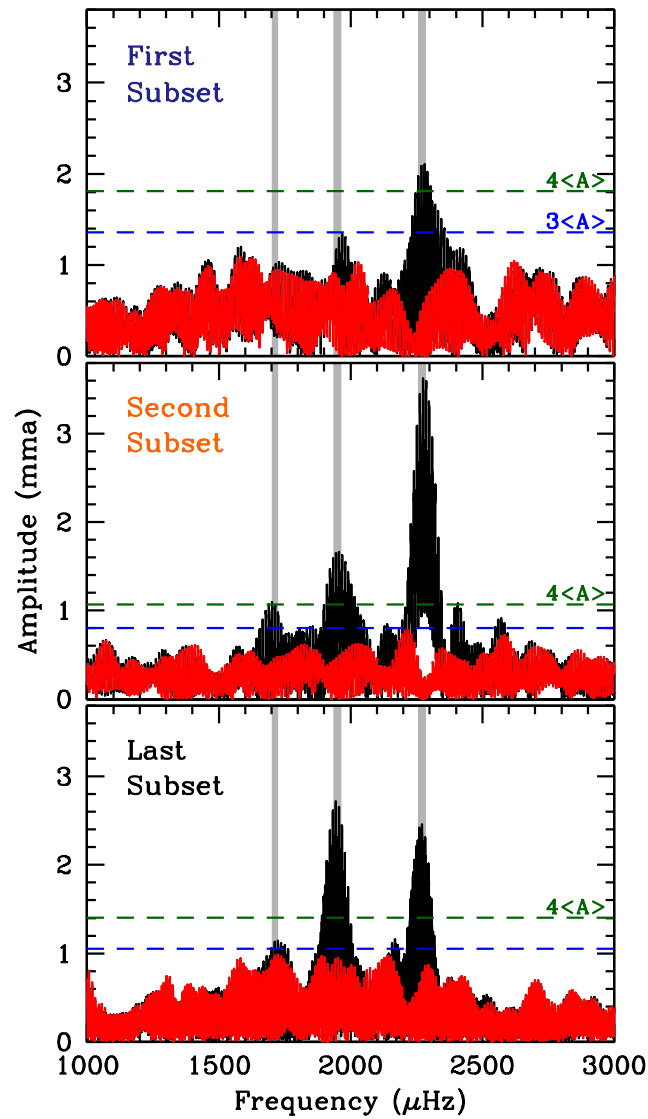 First
Subset
3
2
1
0
4<A>
3<A>
Second
Subset
3
2
1
0
4<A>
Last
Subset
3
2
1
0
4<A>
1000 1500 2000 2500 3000
Frequency (μHz)
Amplitude (mma)